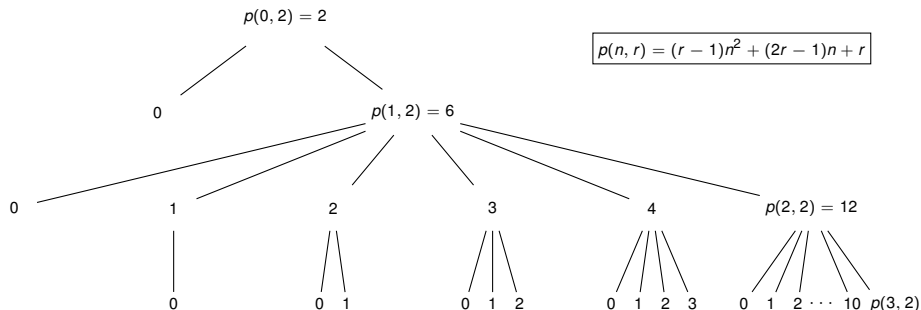 p(0, 2) = 2
p(n, r) = (r − 1)n² + (2r − 1)n + r
0 p(1, 2) = 6
0 1 2 3 4 p(2, 2) = 12
0 0 1 0 1 2 0 1 2 3 0 1 2 · · · 10 p(3, 2)